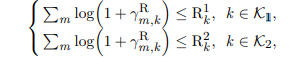 ∑_m log(1 + γ^R_{m,k}) ≤ R^1_k, k ∈ 𝒦_1,
∑_m log(1 + γ^R_{m,k}) ≤ R^2_k, k ∈ 𝒦_2,